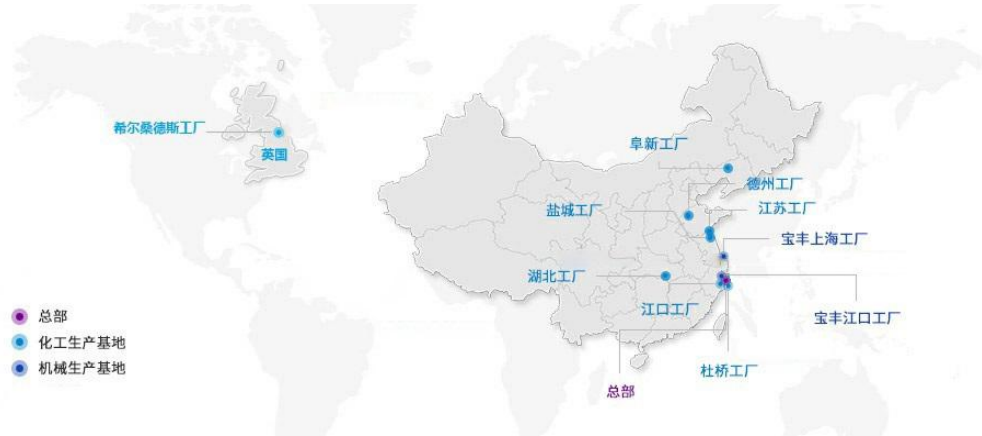 希尔桑德斯工厂
英国
阜新工厂
德州工厂
盐城工厂
江苏工厂
宝丰上海工厂
湖北工厂
江口工厂
宝丰江口工厂
杜桥工厂
总部
总部
化工生产基地
机械生产基地